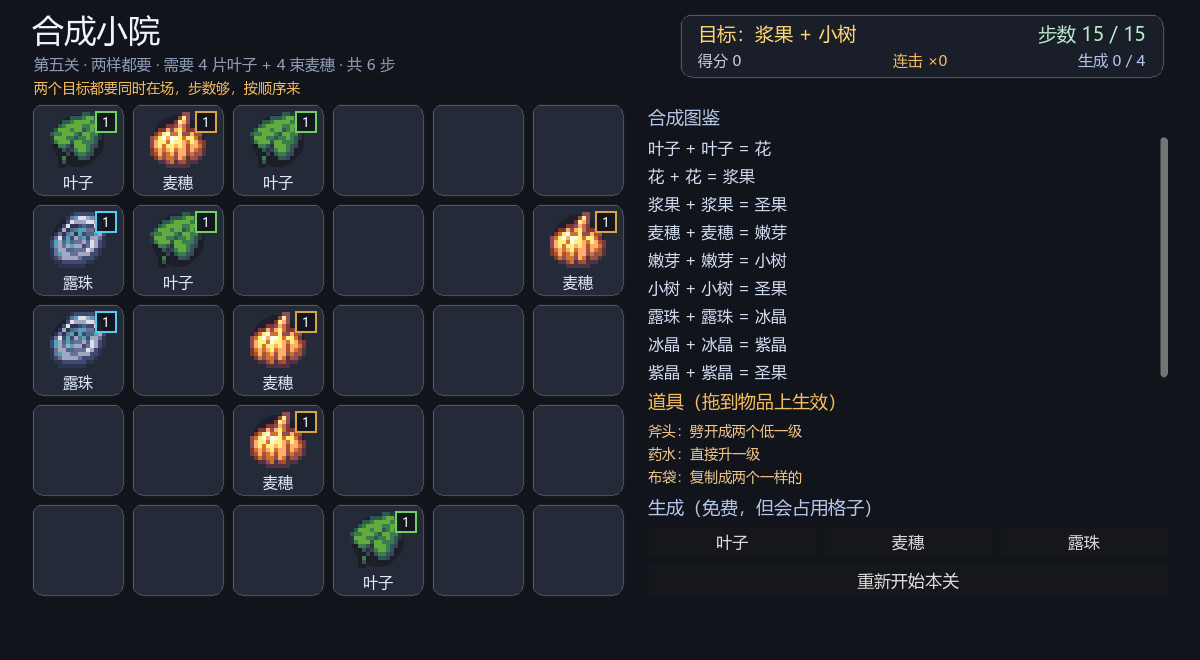 合成小院
第五关 · 两样都要 · 需要 4 片叶子 + 4 束麦穗 · 共 6 步
两个目标都要同时在场，步数够，按顺序来
目标：浆果 + 小树
步数 15 / 15
得分 0
连击 ×0
生成 0 / 4
1
1
1
叶子
麦穗
叶子
1
1
1
露珠
叶子
麦穗
1
1
露珠
麦穗
1
麦穗
1
叶子
合成图鉴
叶子 + 叶子 = 花
花 + 花 = 浆果
浆果 + 浆果 = 圣果
麦穗 + 麦穗 = 嫩芽
嫩芽 + 嫩芽 = 小树
小树 + 小树 = 圣果
露珠 + 露珠 = 冰晶
冰晶 + 冰晶 = 紫晶
紫晶 + 紫晶 = 圣果
道具（拖到物品上生效）
斧头：劈开成两个低一级
药水：直接升一级
布袋：复制成两个一样的
生成（免费，但会占用格子）
叶子
麦穗
露珠
重新开始本关